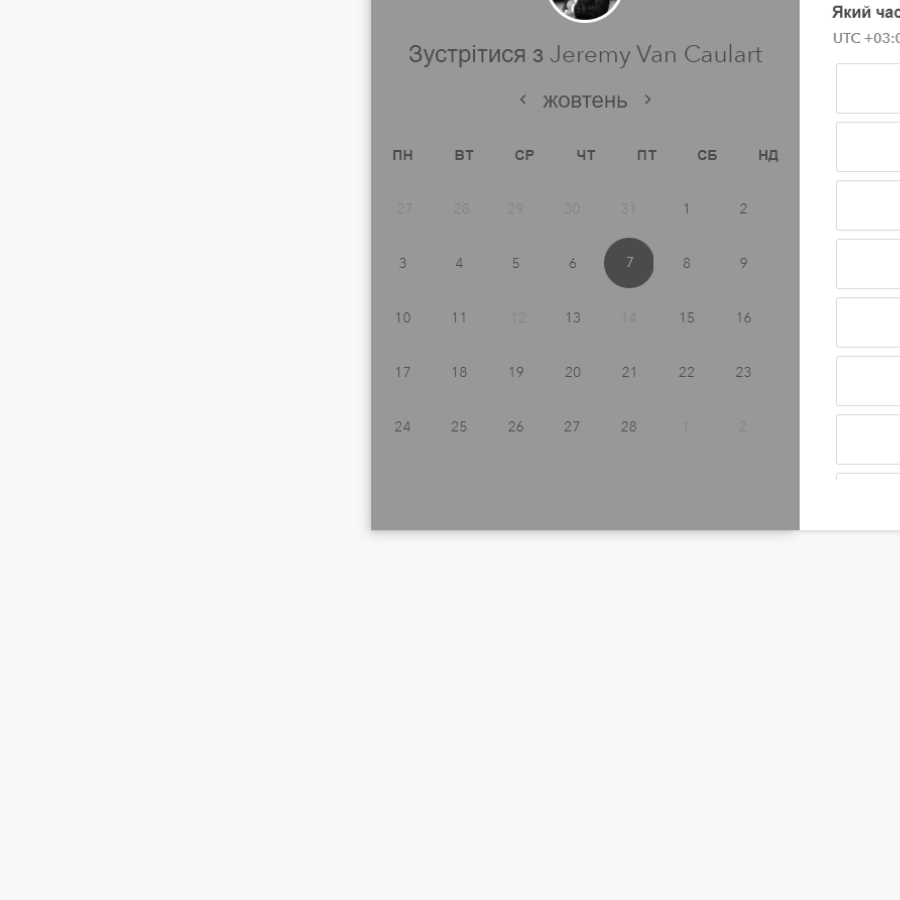 Зустрітися з Jeremy Van Caulart
жовтень
ПН ВТ СР ЧТ ПТ СБ НД
27 28 29 30 31 1 2
3 4 5 6 7 8 9
10 11 12 13 14 15 16
17 18 19 20 21 22 23
24 25 26 27 28 1 2
Який час
UTC +03:0